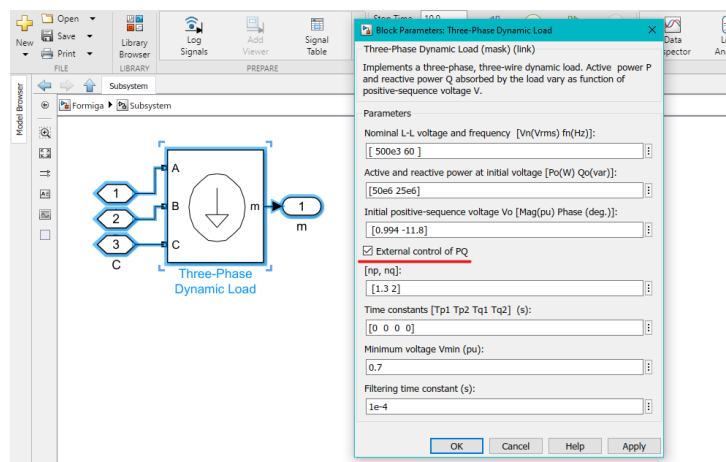 New
Open
Save
Print
FILE
Library
Browser
LIBRARY
Log
Signals
Add
Viewer
Signal
Table
PREPARE
Stop Time 10.0
Data
Model Browser
Subsystem
Formiga Subsystem
1
2
3
C
A
B
C
m
1
m
Three-Phase
Dynamic Load
Block Parameters: Three-Phase Dynamic Load
Three-Phase Dynamic Load (mask) (link)
Implements a three-phase, three-wire dynamic load. Active power P
and reactive power Q absorbed by the load vary as function of
positive-sequence voltage V.
Parameters
Nominal L-L voltage and frequency [Vn(Vrms) fn(Hz)]:
[ 500e3 60 ]
Active and reactive power at initial voltage [Po(W) Qo(var)]:
[50e6 25e6]
Initial positive-sequence voltage Vo [Mag(pu) Phase (deg.)]:
[0.994 -11.8]
External control of PQ
[np, nq]:
[1.3 2]
Time constants [Tp1 Tp2 Tq1 Tq2] (s):
[0 0 0 0]
Minimum voltage Vmin (pu):
0.7
Filtering time constant (s):
1e-4
OK
Cancel
Help
Apply